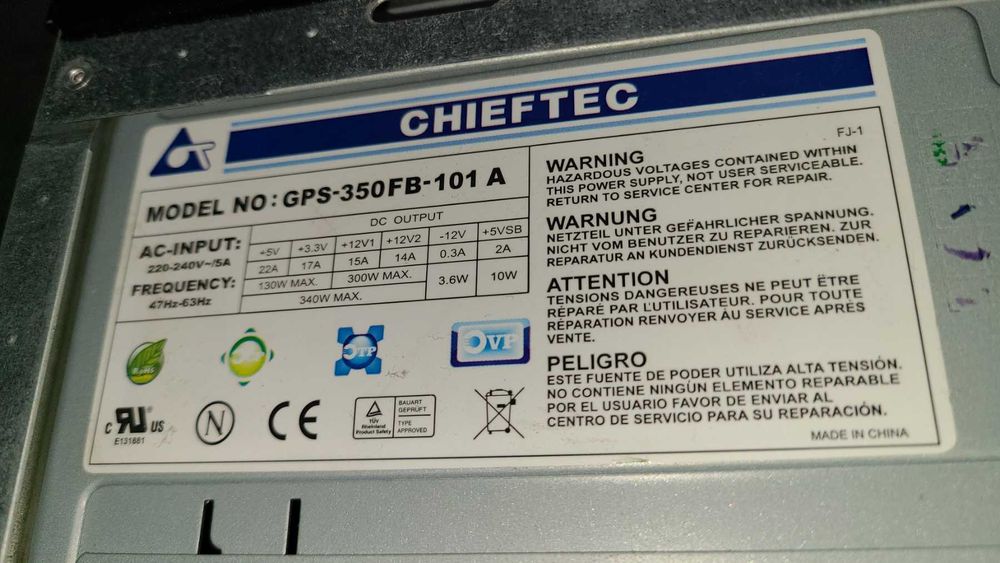 CHIEFTEC
FJ-1
MODEL NO: GPS-350FB-101 A
AC-INPUT:
220-240V~/5A
FREQUENCY:
47Hz-63Hz
DC OUTPUT
+5V +3.3V +12V1 +12V2 -12V +5VSB
22A 17A 15A 14A 0.3A 2A
130W MAX. 300W MAX. 3.6W 10W
340W MAX.
RoHS
OTP
OVP
c RU us
E131881
N
CE
TÜV
Rheinland
Product Safety
BAUART
GEPRÜFT
TYPE
APPROVED
WARNING
HAZARDOUS VOLTAGES CONTAINED WITHIN
THIS POWER SUPPLY, NOT USER SERVICEABLE.
RETURN TO SERVICE CENTER FOR REPAIR.
WARNUNG
NETZTEIL UNTER GEFÄHRLICHER SPANNUNG.
NICHT VOM BENUTZER ZU REPARIEREN. ZUR
REPARATUR AN KUNDENDIENST ZURÜCKSENDEN.
ATTENTION
TENSIONS DANGEREUSES NE PEUT ËTRE
RÉPARÉ PAR L'UTILISATEUR. POUR TOUTE
RÉPARATION RENVOYER ÀU SERVICE APRÉS
VENTE.
PELIGRO
ESTE FUENTE DE PODER UTILIZA ALTA TENSIÓN.
NO CONTIENE NINGÚN ELEMENTO REPARABLE
POR EL USUARIO FAVOR DE ENVIAR AL
CENTRO DE SERVICIO PARA SU REPARACIÓN.
MADE IN CHINA